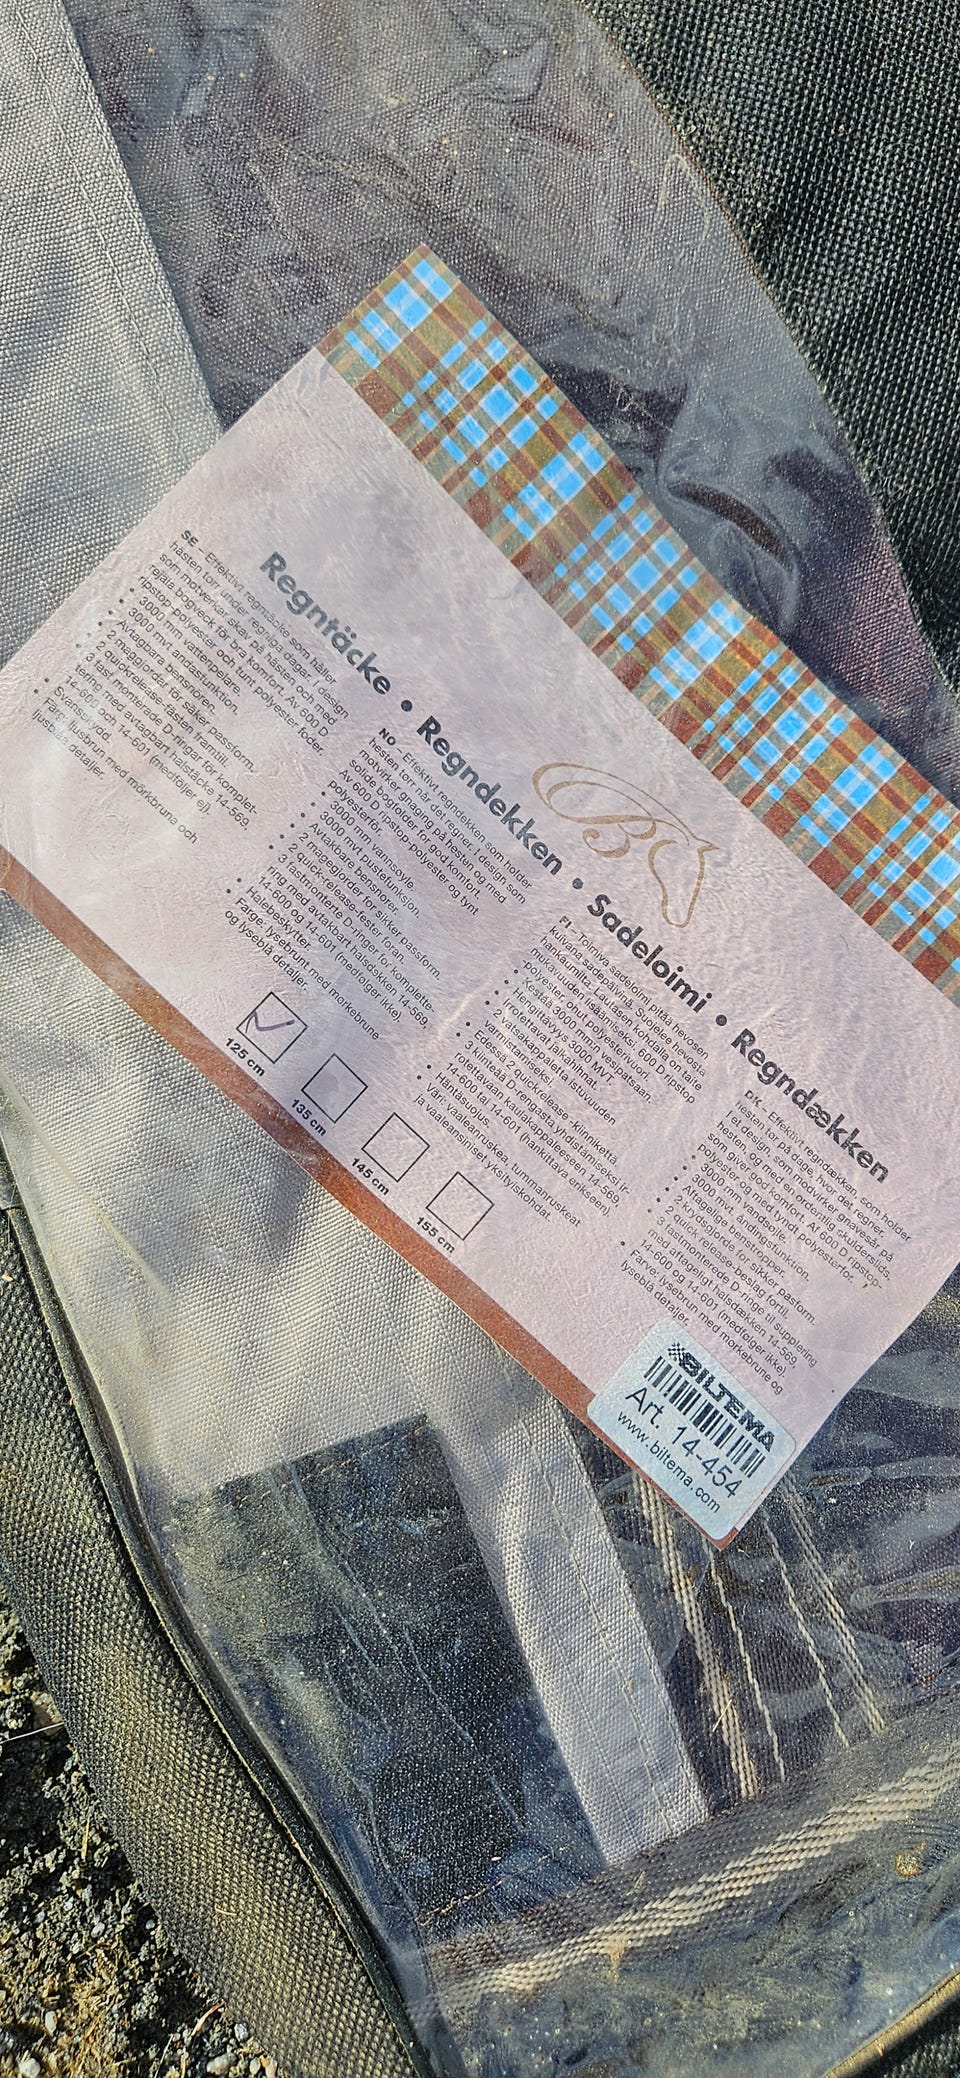 Regntäcke • Regndekken • Sadeloimi • Regndækken
SE – Effektivt regntäcke som håller
hästen torr under regniga dagar. I design
som motverkar skav på hästen och med
rejäla bogveck för bra komfort. Av 600 D
ripstop-polyester och tunt polyester-foder.
• 3000 mm vattenpelare.
• 3000 mvt andasfunktion.
• Avtagbara bensnören.
• 2 maggjordar för säker passform.
• 2 quickrelease-fästen framtill.
• 3 fast monterade D-ringar för komplet-
tering med avtagbart halstäcke 14-569,
14-600 och 14-601 (medföljer ej).
• Svansskydd.
• Färg: ljusbrun med mörkbruna och
ljusblåa detaljer.
NO – Effektivt regndekken som holder
hesten tørr når det regner. I design som
motvirker gnaging på hesten og med
solide bogfolder for god komfort.
Av 600 D ripstop-polyester og tynt
polyesterfôr.
• 3000 mm vannsøyle.
• 3000 mvt pustefunksjon.
• Avtakbare bensnorer.
• 2 magegjorder for sikker passform.
• 2 quick-release-fester foran.
• 3 fastmonterte D-ringer for komplette-
ring med avtakbart halsdekken 14-569,
14-600 og 14-601 (medfølger ikke).
• Halebeskytter.
• Farge: lysebrunt med mørkebrune
og lyseblå detaljer.
FI – Toimiva sadeloimi pitää hevosen
kuivana sadepäivinä. Suojelee hevosta
hankaumilta. Lautasen kohdalla on taite
mukavuuden lisäämiseksi. 600 D ripstop
-polyester, ohut polyesterivuori.
• Kestää 3000 mm:n vesipatsaan.
• Hengittävyys 3000 MVT.
• Irrotettavat jalkahihnat.
• 2 vatsakappaletta istuvuuden
varmistamiseksi.
• Edessä 2 quickrelease -kiinnikettä.
• 3 kiinteää D-rengasta yhdistämiseksi ir-
rotettavaan kaulakappaleeseen 14-569,
14-600 tai 14-601 (hankittava erikseen).
• Häntäsuojus.
• Väri: vaaleanruskea, tummanruskeat
ja vaaleansiniset yksityiskohdat.
DK – Effektivt regndækken, som holder
hesten tør på dage, hvor det regner.
I et design, som modvirker gnavesår på
hesten, og med en ordentlig skulderslids,
som giver god komfort. Af 600 D ripstop-
polyester og med tyndt polyesterfor.
• 3000 mm vandsøjle.
• 3000 mvt. åndingsfunktion.
• Aftagelige benstropper.
• 2 krydsgjorde for sikker pasform.
• 2 quick release-beslag fortil.
• 3 fastmonterede D-ringe til supplering
med aftageligt halsdækken 14-569,
14-600 og 14-601 (medfølger ikke).
• Farve: lysebrun med mørkebrune og
lyseblå detaljer.
125 cm
135 cm
145 cm
155 cm
BILTEMA
Art. 14-454
www.biltema.com